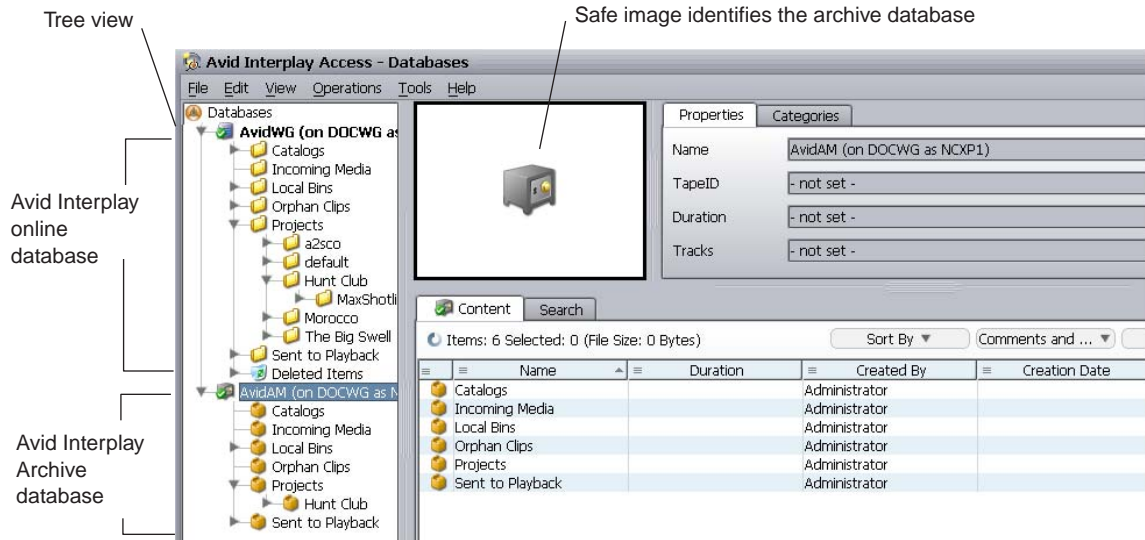 Tree view
Safe image identifies the archive database
Avid Interplay Access - Databases
File Edit View Operations Tools Help
Databases
AvidWG (on DOCWG as
Catalogs
Incoming Media
Local Bins
Orphan Clips
Projects
a2sco
default
Hunt Club
MaxShotli
Morocco
The Big Swell
Sent to Playback
Deleted Items
AvidAM (on DOCWG as N
Catalogs
Incoming Media
Local Bins
Orphan Clips
Projects
Hunt Club
Sent to Playback
Avid Interplay
online
database
Avid Interplay
Archive
database
Properties Categories
Name AvidAM (on DOCWG as NCXP1)
TapeID - not set -
Duration - not set -
Tracks - not set -
Content Search
Items: 6 Selected: 0 (File Size: 0 Bytes) Sort By Comments and ...
Name Duration Created By Creation Date
Catalogs Administrator
Incoming Media Administrator
Local Bins Administrator
Orphan Clips Administrator
Projects Administrator
Sent to Playback Administrator